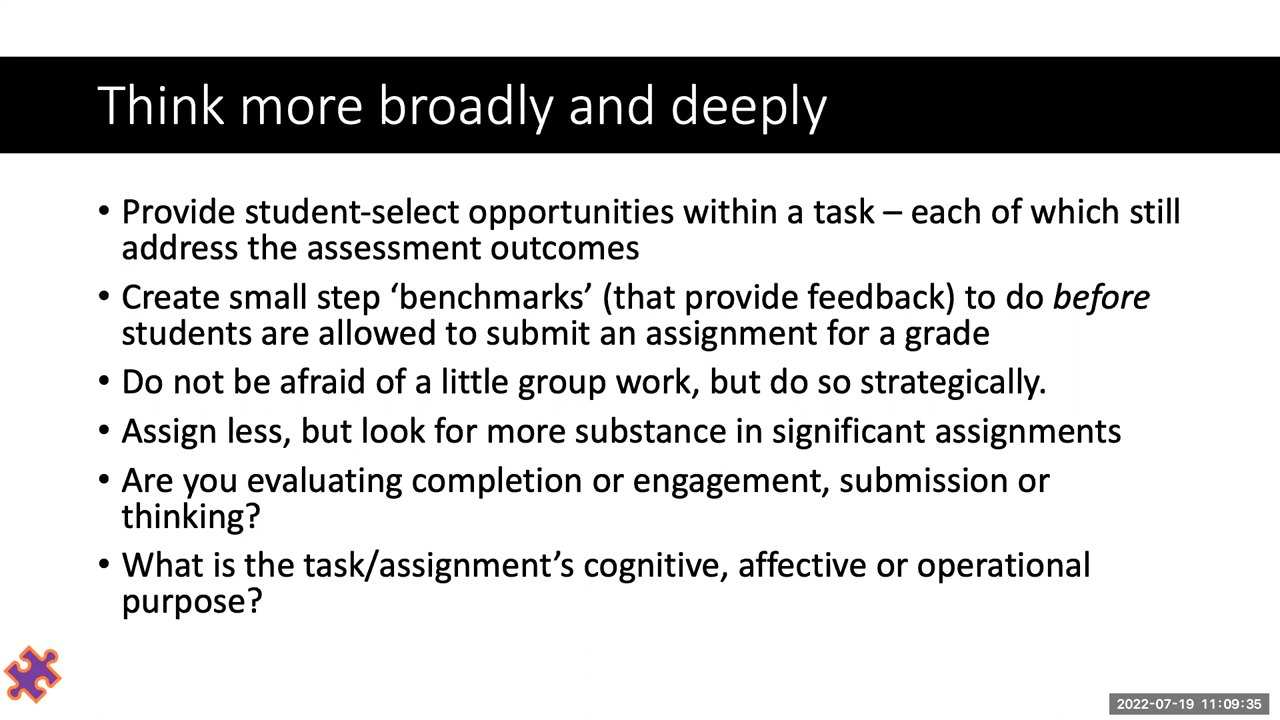 Think more broadly and deeply
• Provide student-select opportunities within a task – each of which still
address the assessment outcomes
• Create small step ‘benchmarks’ (that provide feedback) to do before
students are allowed to submit an assignment for a grade
• Do not be afraid of a little group work, but do so strategically.
• Assign less, but look for more substance in significant assignments
• Are you evaluating completion or engagement, submission or
thinking?
• What is the task/assignment’s cognitive, affective or operational
purpose?
2022-07-19 11:09:35